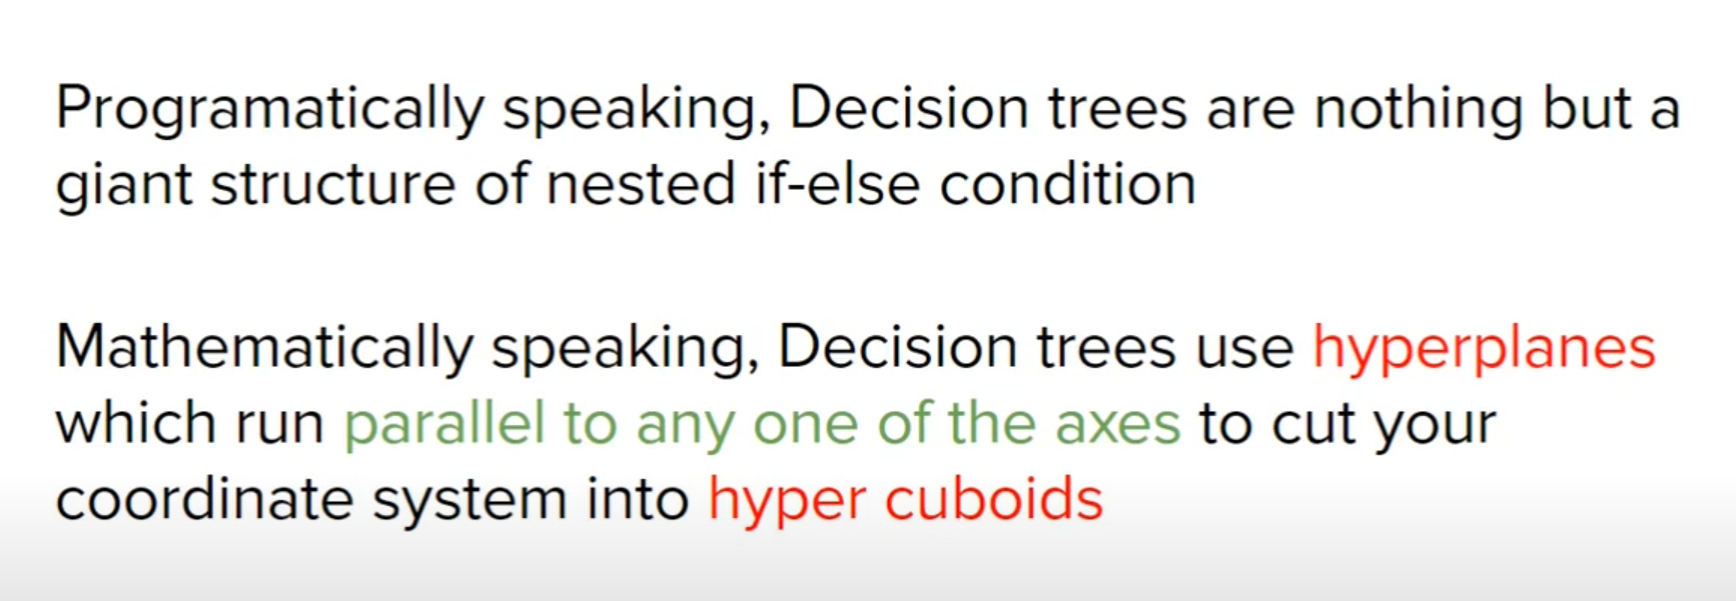 Programatically speaking, Decision trees are nothing but a
giant structure of nested if-else condition
Mathematically speaking, Decision trees use hyperplanes
which run parallel to any one of the axes to cut your
coordinate system into hyper cuboids